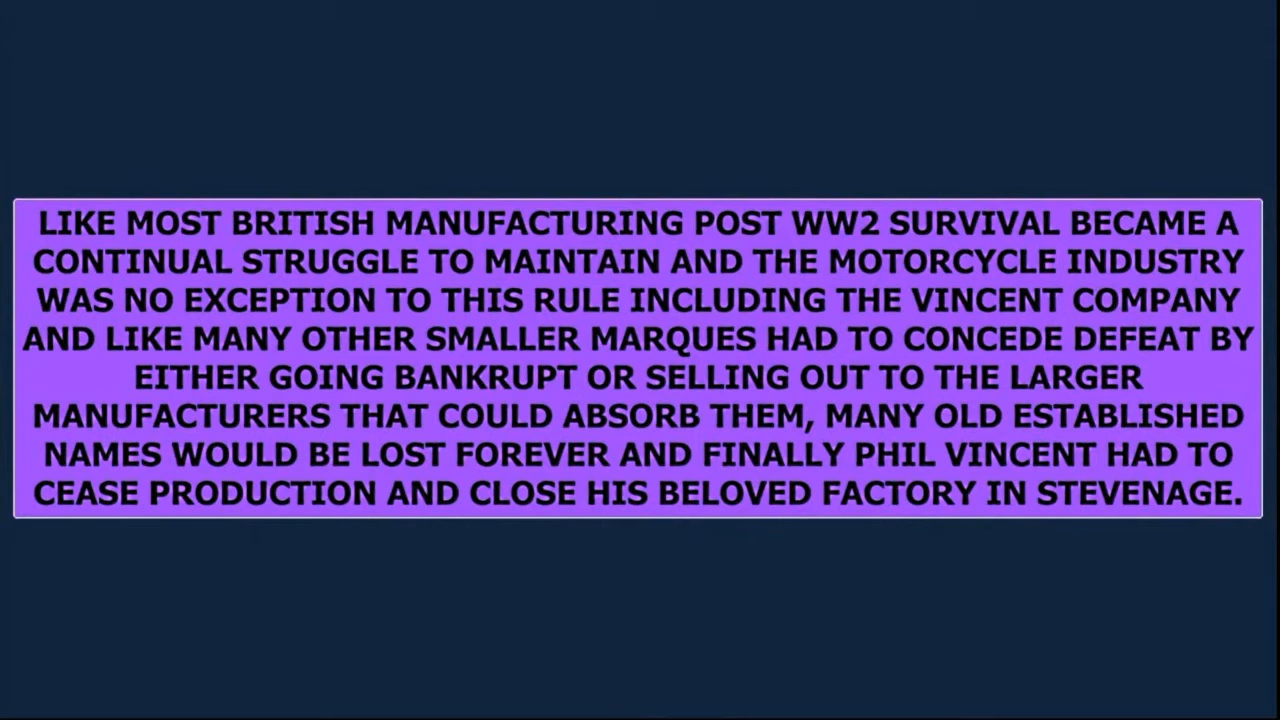 LIKE MOST BRITISH MANUFACTURING POST WW2 SURVIVAL BECAME A
CONTINUAL STRUGGLE TO MAINTAIN AND THE MOTORCYCLE INDUSTRY
WAS NO EXCEPTION TO THIS RULE INCLUDING THE VINCENT COMPANY
AND LIKE MANY OTHER SMALLER MARQUES HAD TO CONCEDE DEFEAT BY
EITHER GOING BANKRUPT OR SELLING OUT TO THE LARGER
MANUFACTURERS THAT COULD ABSORB THEM, MANY OLD ESTABLISHED
NAMES WOULD BE LOST FOREVER AND FINALLY PHIL VINCENT HAD TO
CEASE PRODUCTION AND CLOSE HIS BELOVED FACTORY IN STEVENAGE.